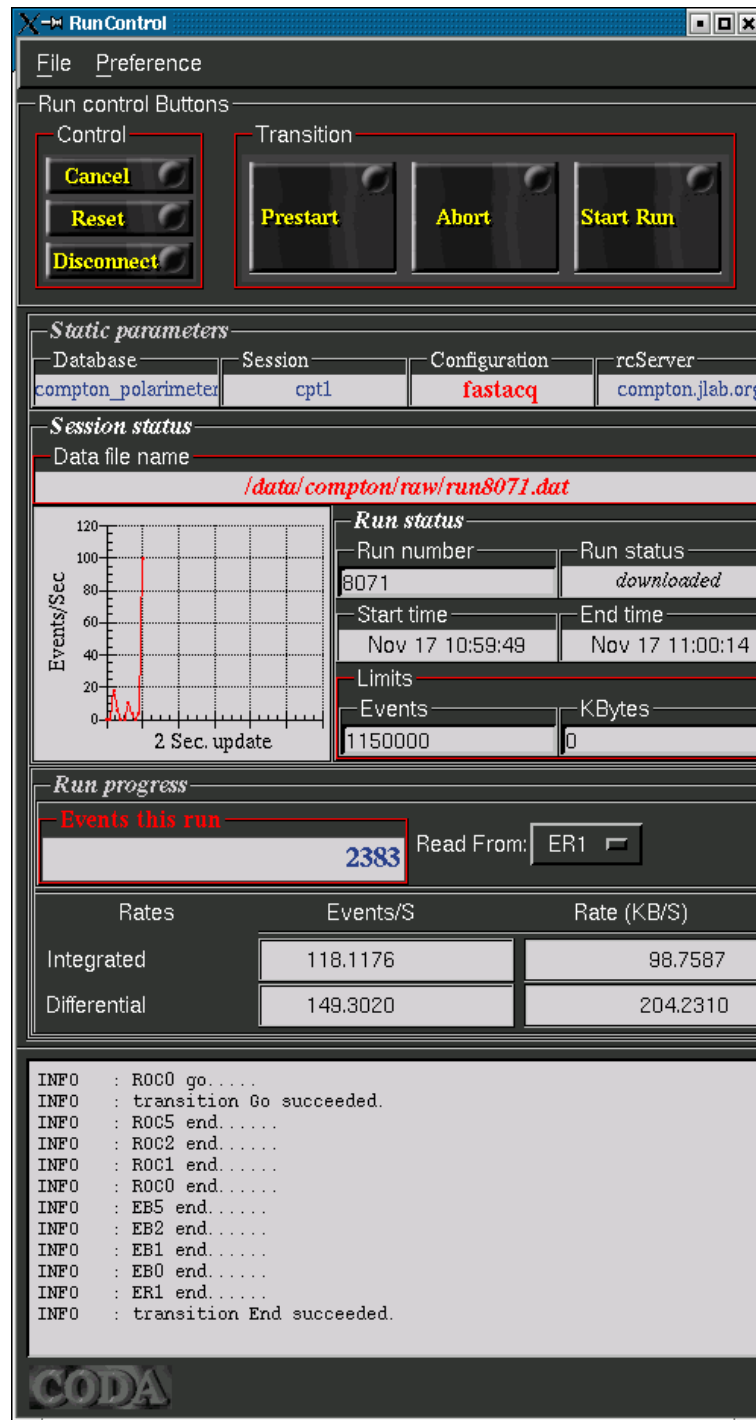 RunControl
File Preference
Run control Buttons
Control Transition
Cancel
Reset
Disconnect
Prestart Abort Start Run
Static parameters
Database Session Configuration rcServer
compton_polarimeter cpt1 fastacq compton.jlab.org
Session status
Data file name
/data/compton/raw/run8071.dat
120
100
80
60
40
20
0
Events/Sec
2 Sec. update
Run status
Run number Run status
8071 downloaded
Start time End time
Nov 17 10:59:49 Nov 17 11:00:14
Limits
Events KBytes
1150000 0
Run progress
Events this run
2383 Read From: ER1
Rates Events/S Rate (KB/S)
Integrated 118.1176 98.7587
Differential 149.3020 204.2310
INFO : ROC0 go.....
INFO : transition Go succeeded.
INFO : ROC5 end......
INFO : ROC2 end......
INFO : ROC1 end......
INFO : ROC0 end......
INFO : EB5 end......
INFO : EB2 end......
INFO : EB1 end......
INFO : EB0 end......
INFO : ER1 end......
INFO : transition End succeeded.
CODA